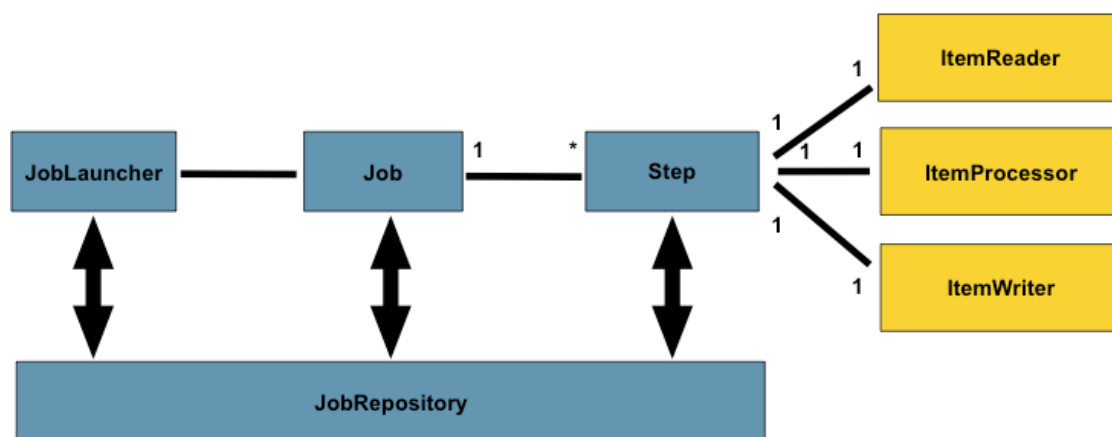 ItemReader
1
1
1
*
1
1
JobLauncher
Job
Step
ItemProcessor
1
1
ItemWriter
JobRepository